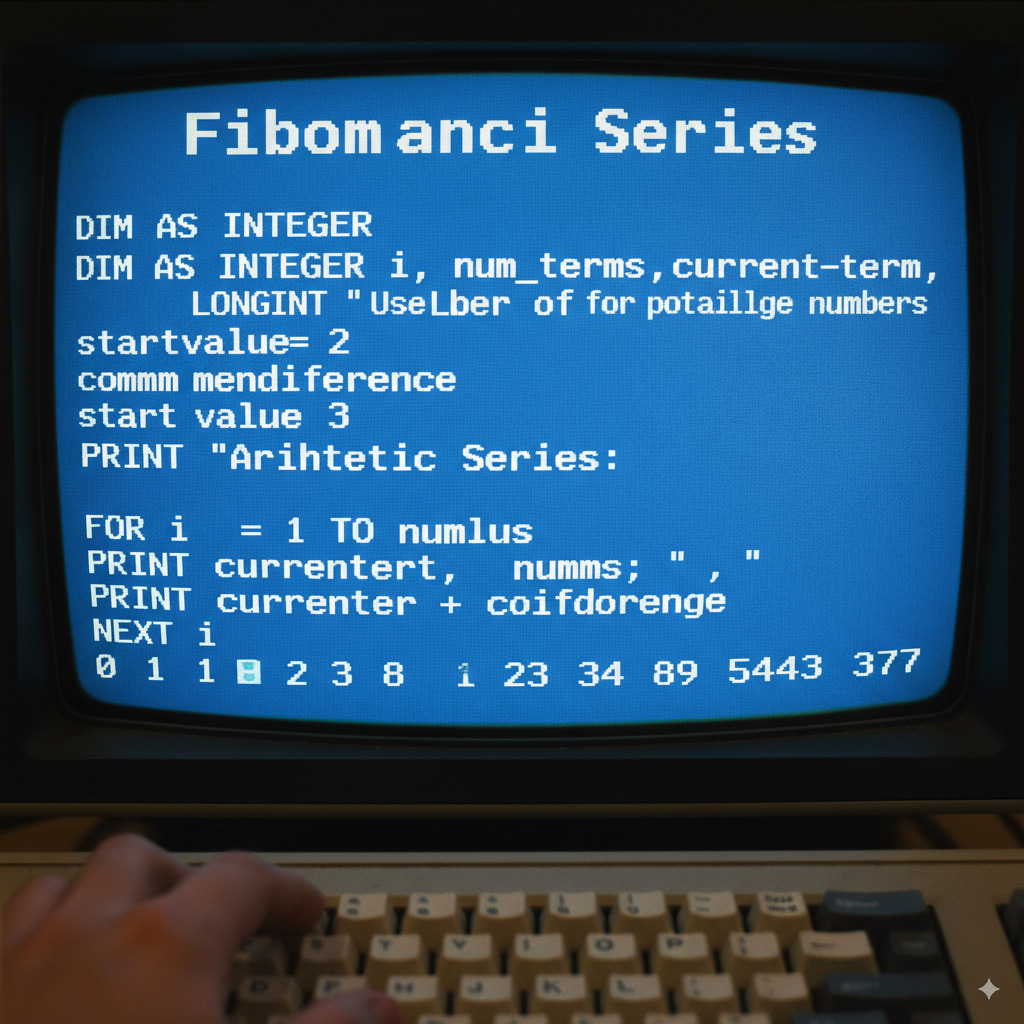 Fibomanci Series
DIM AS INTEGER
DIM AS INTEGER i, num_terms,current-term,
LONGINT "UseLber of for potaillge numbers
startvalue= 2
commm mendiference
start value 3
PRINT "Arihtetic Series:
FOR i = 1 TO numlus
PRINT currentert, numms; " , "
PRINT currenter + coifdorenge
NEXT i
0 1 1 2 3 8 1 23 34 89 5443 377
T Y I O P
D F H J K L